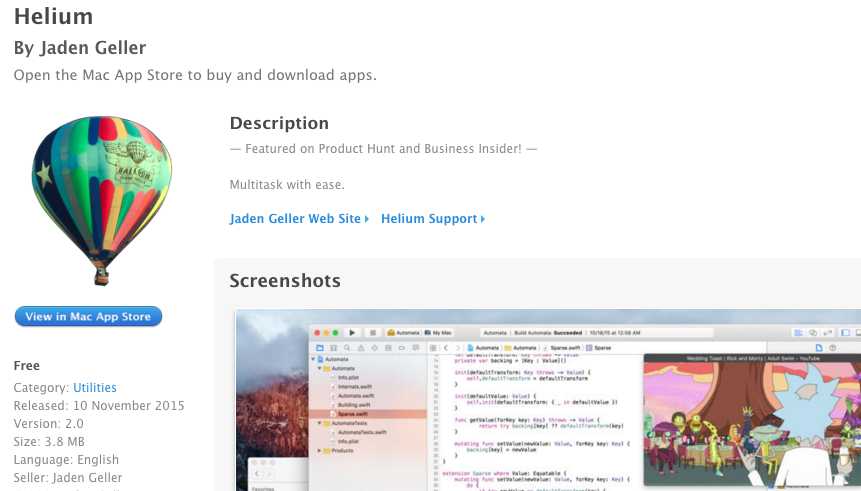 Helium
By Jaden Geller
Open the Mac App Store to buy and download apps.
BALLOON
View in Mac App Store
Free
Category: Utilities
Released: 10 November 2015
Version: 2.0
Size: 3.8 MB
Language: English
Seller: Jaden Geller
Description
— Featured on Product Hunt and Business Insider! —
Multitask with ease.
Jaden Geller Web Site
Helium Support
Screenshots
Automata
My Mac
Automata | Build Automata: Succeeded | 10/18/15 at 12:56 AM
Automata
Automata
Sparse.swift
Sparse
Automata
Automata
Info.plist
Internals.swift
Automata.swift
Building.swift
Sparse.swift
AutomataTests
AutomataTests.swift
Info.plist
Products
Favorites
private var backing = [Key : Value]()
init(defaultTransform: Key throws -> Value) {
self.defaultTransform = defaultTransform
}
init(defaultValue: Value) {
self.init(defaultTransform: { _ in defaultValue })
}
func getValue(forKey key: Key) throws -> Value {
return try backing[key] ?? defaultTransform(key)
}
mutating func setValue(newValue: Value, forKey key: Key) {
backing[key] = newValue
}
extension Sparse where Value: Equatable {
mutating func setValue(newValue: Value, forKey key: Key) {
do {
Wedding Toast | Rick and Morty | Adult Swim - YouTube